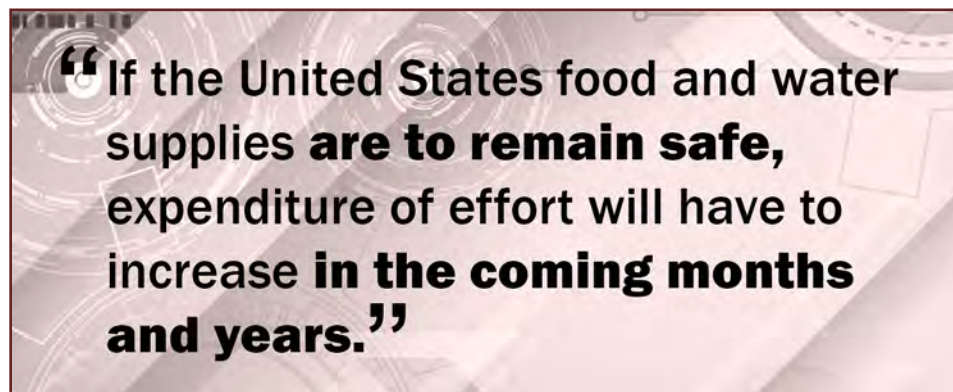 “If the United States food and water
supplies are to remain safe,
expenditure of effort will have to
increase in the coming months
and years.”